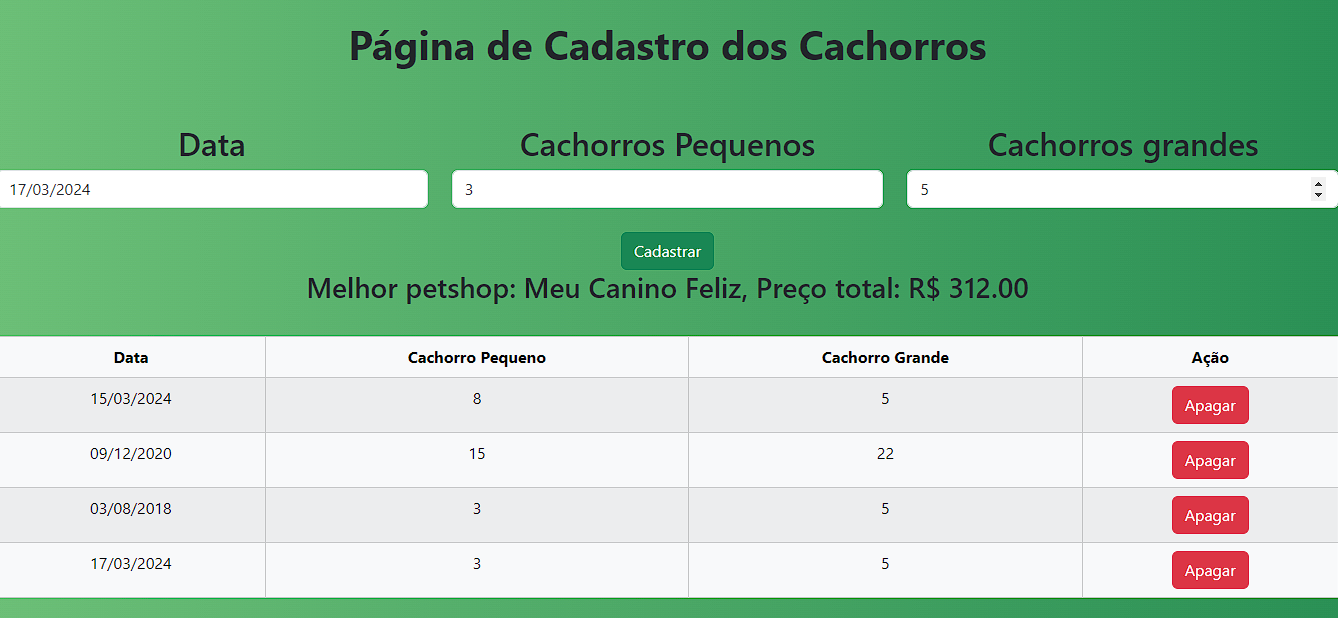 Página de Cadastro dos Cachorros
Data Cachorros Pequenos Cachorros grandes
17/03/2024 3 5
Cadastrar
Melhor petshop: Meu Canino Feliz, Preço total: R$ 312.00
Data Cachorro Pequeno Cachorro Grande Ação
15/03/2024 8 5 Apagar
09/12/2020 15 22 Apagar
03/08/2018 3 5 Apagar
17/03/2024 3 5 Apagar